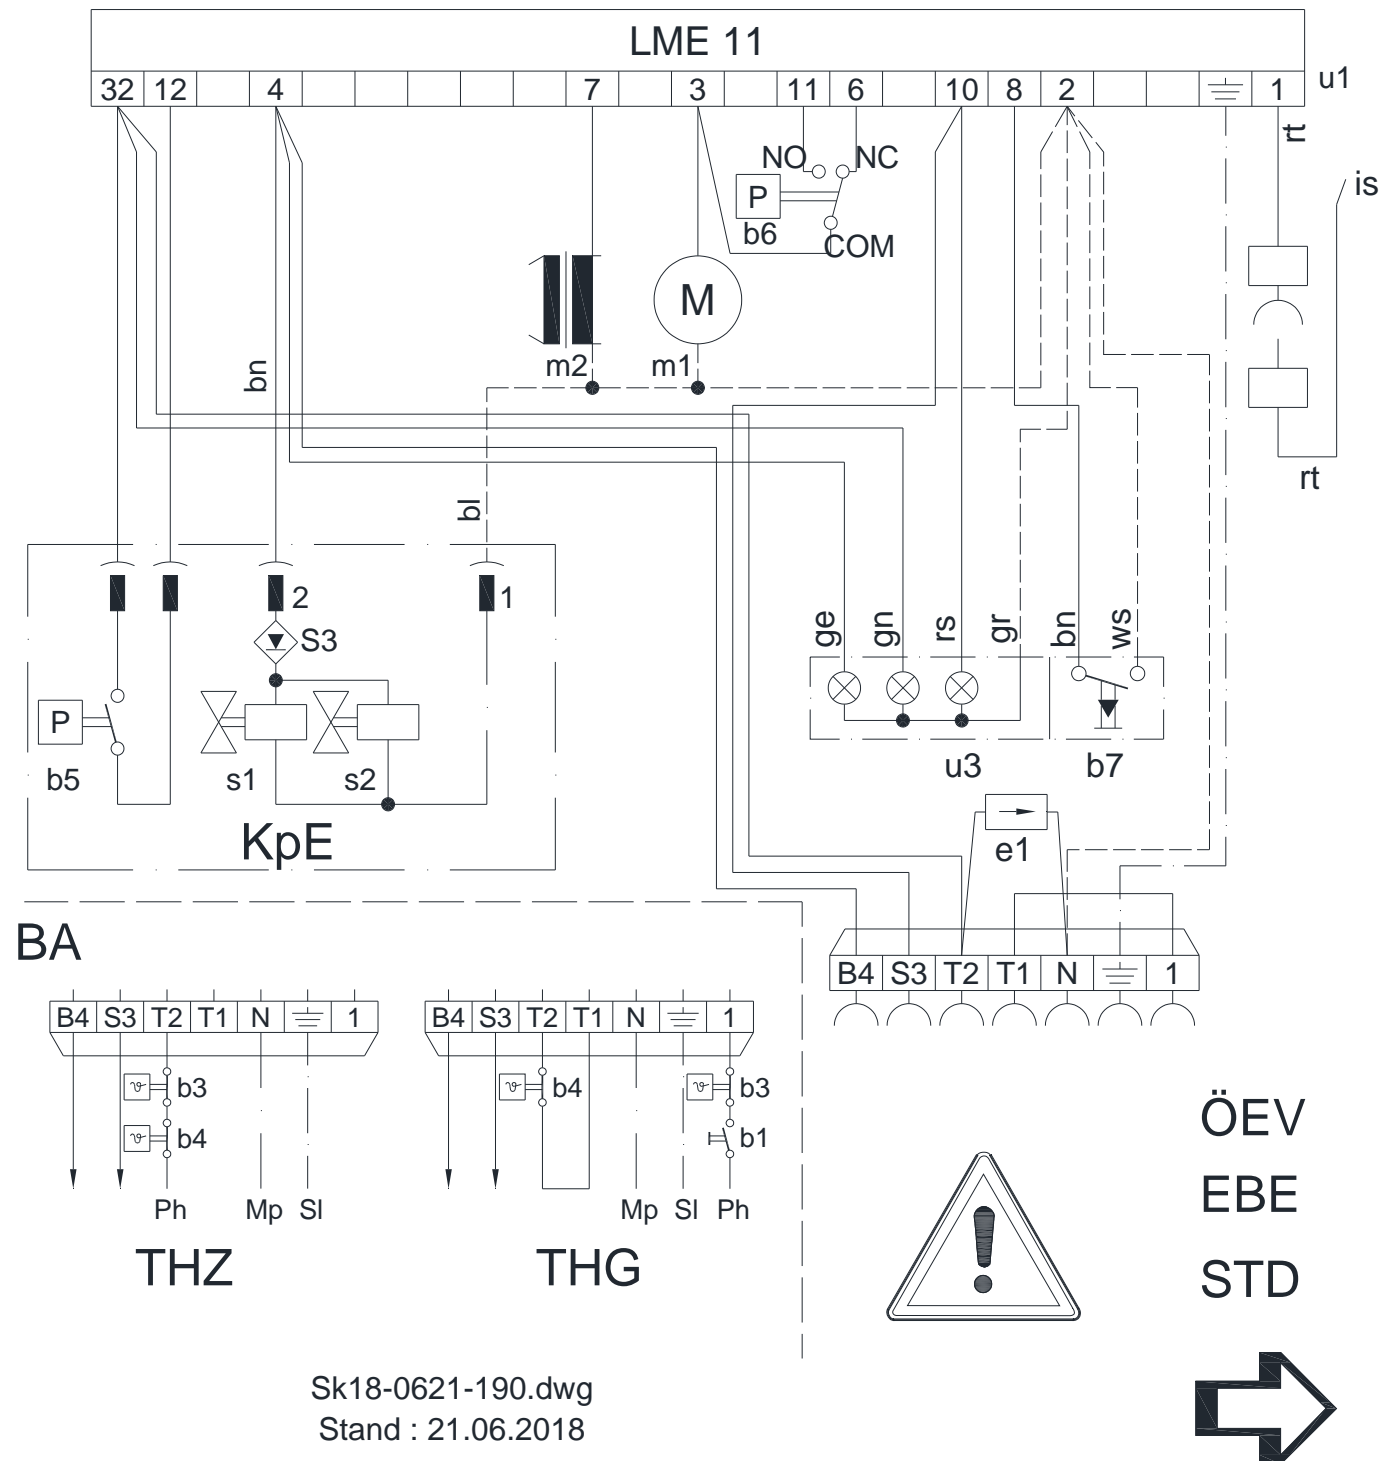 LME 11
32 12 4 7 3 11 6 10 8 2 1 u1
rt
NO NC
is
P
b6
COM
M
m2 m1
bn
rt
bl
2 1
S3
ge gn rs gr bn ws
P
b5 s1 s2
u3 b7
KpE
e1
BA
B4 S3 T2 T1 N 1
B4 S3 T2 T1 N 1
B4 S3 T2 T1 N 1
ϑ b3 ϑ b4 ϑ b3
ϑ b4 b1
Ph Mp Sl Mp Sl Ph
THZ THG
ÖEV
EBE
STD
Sk18-0621-190.dwg
Stand : 21.06.2018